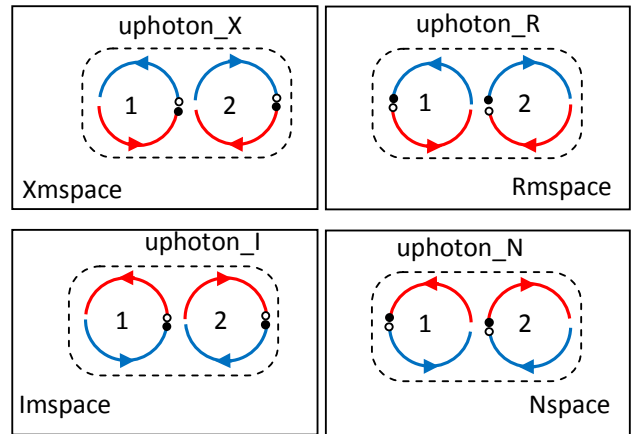 uphoton_X
1 2
Xmspace
uphoton_R
1 2
Rmspace
uphoton_I
1 2
Imspace
uphoton_N
1 2
Nspace